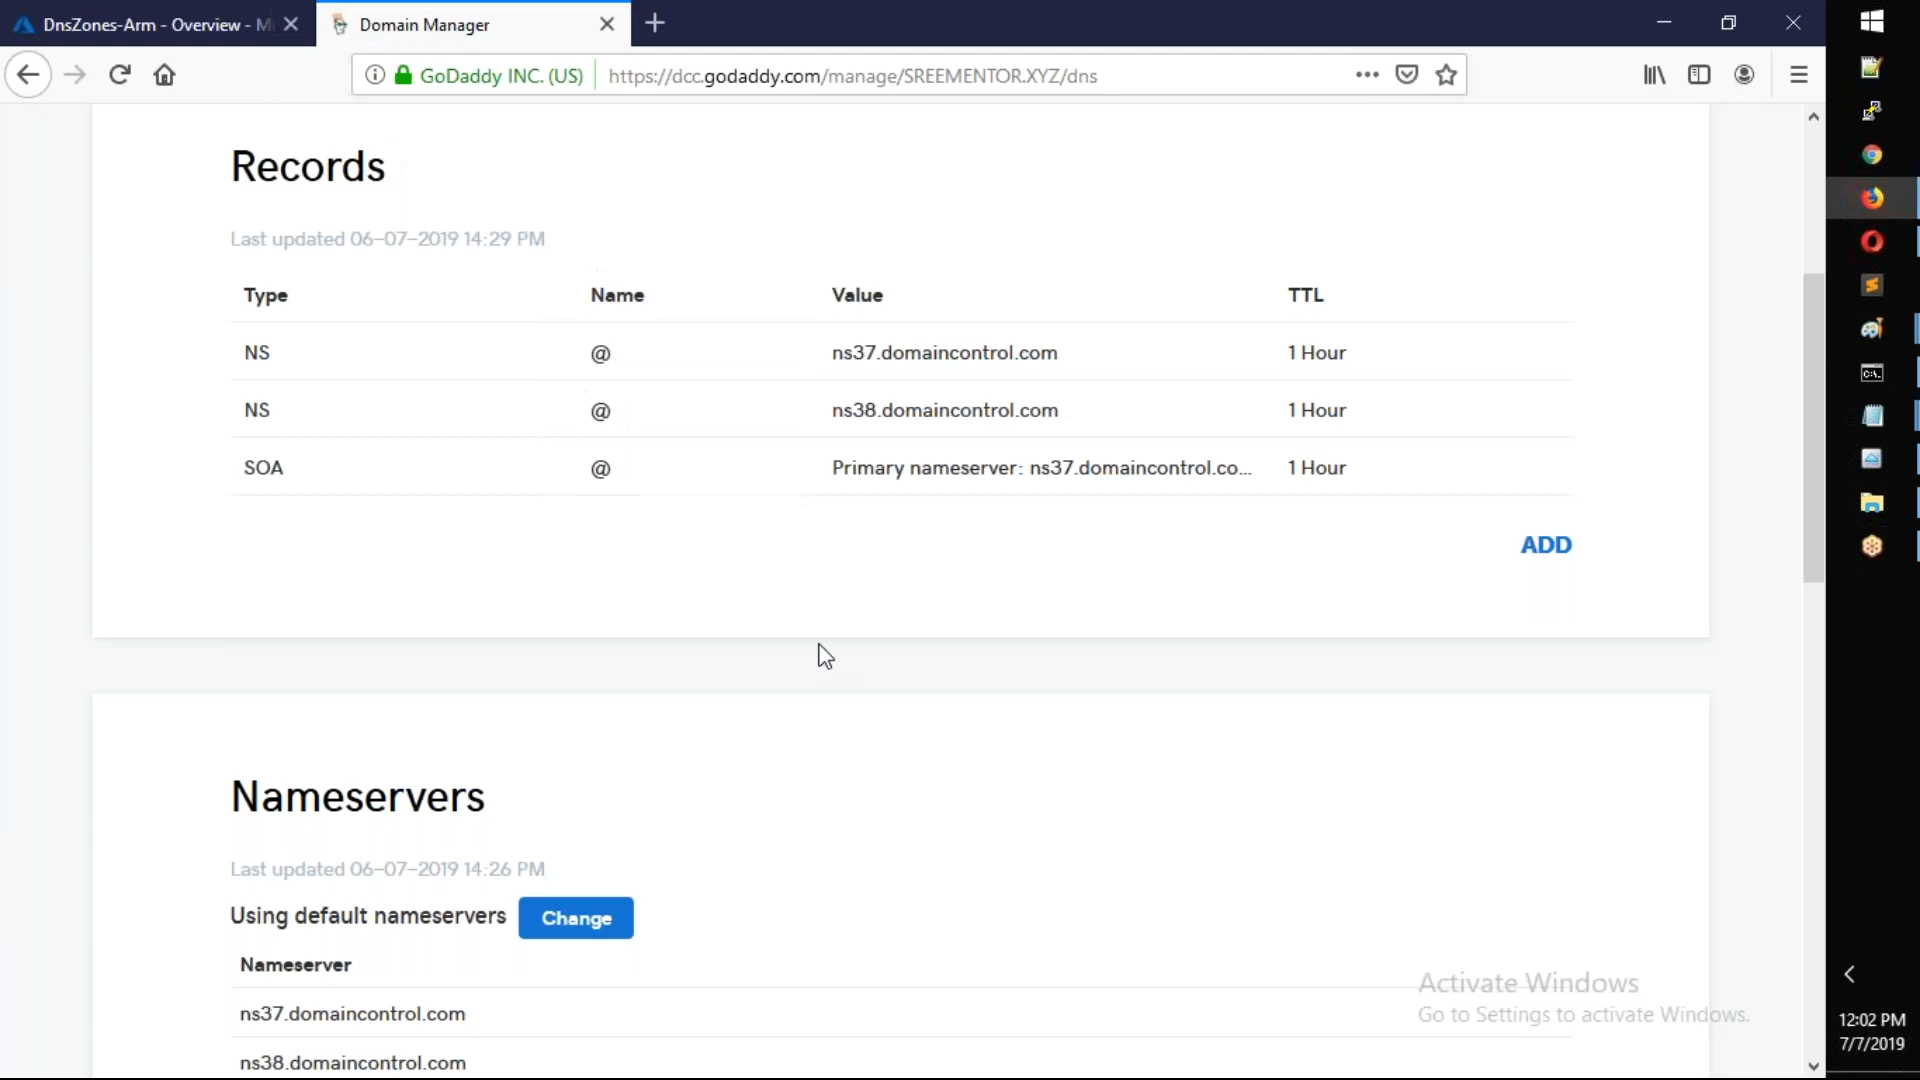 DnsZones-Arm - Overview - M
Domain Manager
GoDaddy INC. (US)
https://dcc.godaddy.com/manage/SREEMENTOR.XYZ/dns
Records
Last updated 06-07-2019 14:29 PM
Type Name Value TTL
NS @ ns37.domaincontrol.com 1 Hour
NS @ ns38.domaincontrol.com 1 Hour
SOA @ Primary nameserver: ns37.domaincontrol.co... 1 Hour
ADD
Nameservers
Last updated 06-07-2019 14:26 PM
Using default nameservers Change
Nameserver
ns37.domaincontrol.com
ns38.domaincontrol.com
Activate Windows
Go to Settings to activate Windows.
12:02 PM
7/7/2019